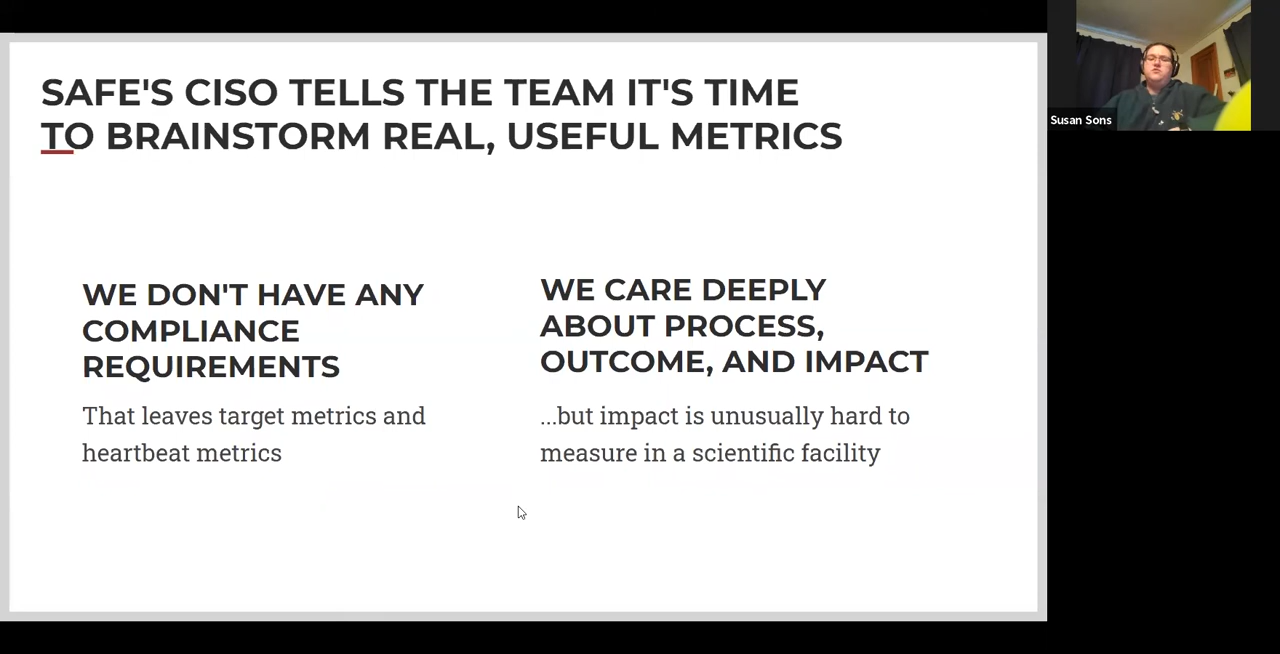 SAFE'S CISO TELLS THE TEAM IT'S TIME
TO BRAINSTORM REAL, USEFUL METRICS
WE DON'T HAVE ANY
COMPLIANCE
REQUIREMENTS
That leaves target metrics and
heartbeat metrics
WE CARE DEEPLY
ABOUT PROCESS,
OUTCOME, AND IMPACT
...but impact is unusually hard to
measure in a scientific facility
Susan Sons